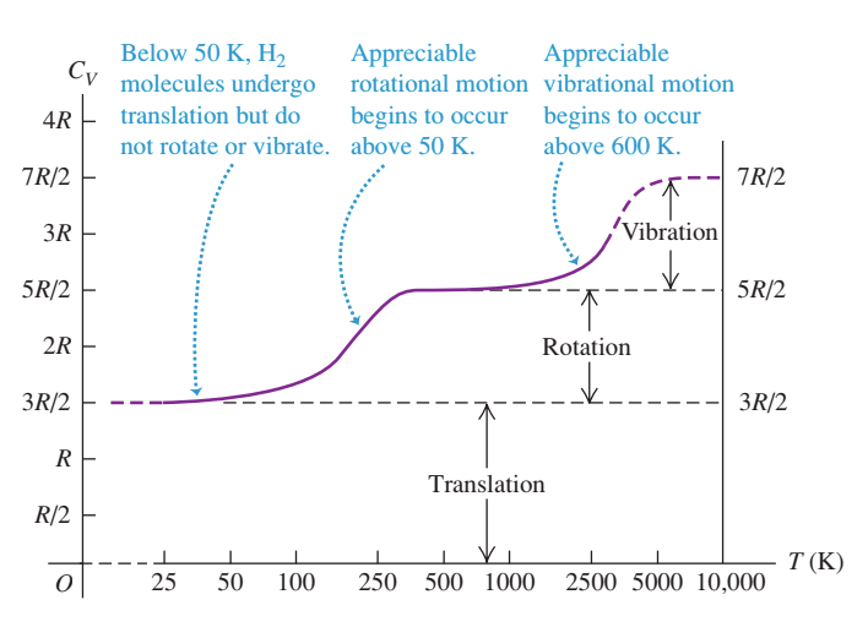 Below 50 K, H₂
molecules undergo
translation but do
not rotate or vibrate.
Appreciable
rotational motion
begins to occur
above 50 K.
Appreciable
vibrational motion
begins to occur
above 600 K.
C_V
4R
7R/2
3R
5R/2
2R
3R/2
R
R/2
O
7R/2
5R/2
3R/2
Vibration
Rotation
Translation
25 50 100 250 500 1000 2500 5000 10,000
T (K)